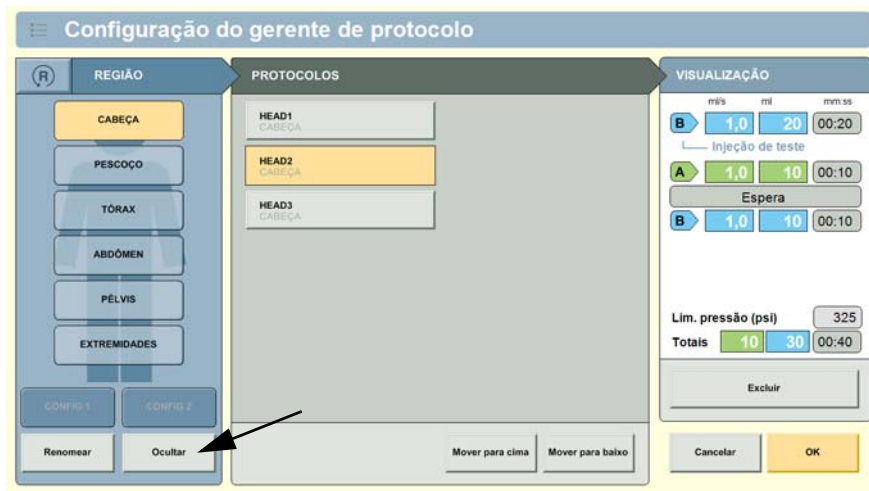 Configuração do gerente de protocolo
R
REGIÃO
CABEÇA
PESCOÇO
TÓRAX
ABDÔMEN
PÉLVIS
EXTREMIDADES
CONFIG 1 CONFIG 2
Renomear Ocultar
PROTOCOLOS
HEAD1
CABEÇA
HEAD2
CABEÇA
HEAD3
CABEÇA
Mover para cima Mover para baixo
VISUALIZAÇÃO
ml/s ml mm:ss
B 1,0 20 00:20
Injeção de teste
A 1,0 10 00:10
Espera
B 1,0 10 00:10
Lim. pressão (psi) 325
Totais 10 30 00:40
Excluir
Cancelar OK